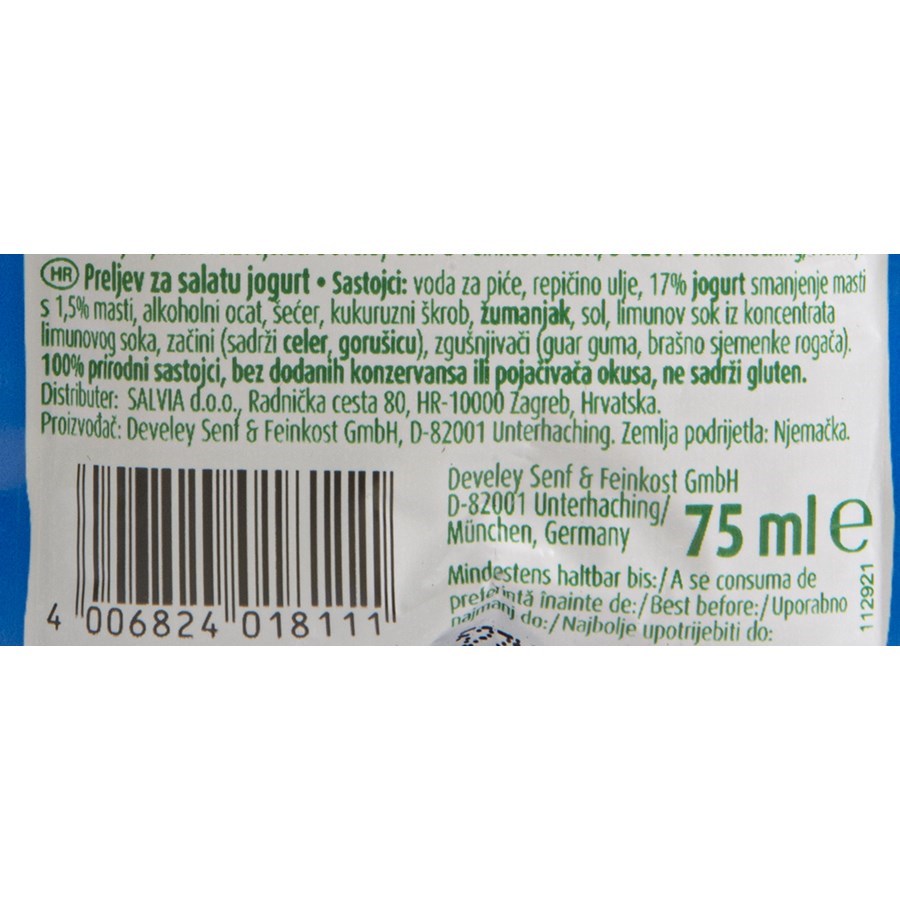 HR Preljev za salatu jogurt • Sastojci: voda za piće, repičino ulje, 17% jogurt smanjenje masti
s 1,5% masti, alkoholni ocat, šećer, kukuruzni škrob, žumanjak, sol, limunov sok iz koncentrata
limunovog soka, začini (sadrži celer, gorušicu), zgušnjivači (guar guma, brašno sjemenke rogača).
100% prirodni sastojci, bez dodanih konzervansa ili pojačivača okusa, ne sadrži gluten.
Distributer: SALVIA d.o.o., Radnička cesta 80, HR-10000 Zagreb, Hrvatska.
Proizvođač: Develey Senf & Feinkost GmbH, D-82001 Unterhaching. Zemlja podrijetla: Njemačka.
Develey Senf & Feinkost GmbH
D-82001 Unterhaching/
München, Germany
75 ml e
Mindestens haltbar bis:/A se consuma de
preferință înainte de:/Best before:/Uporabno
najmanj do:/Najbolje upotrijebiti do:
112921
4 006824 018111